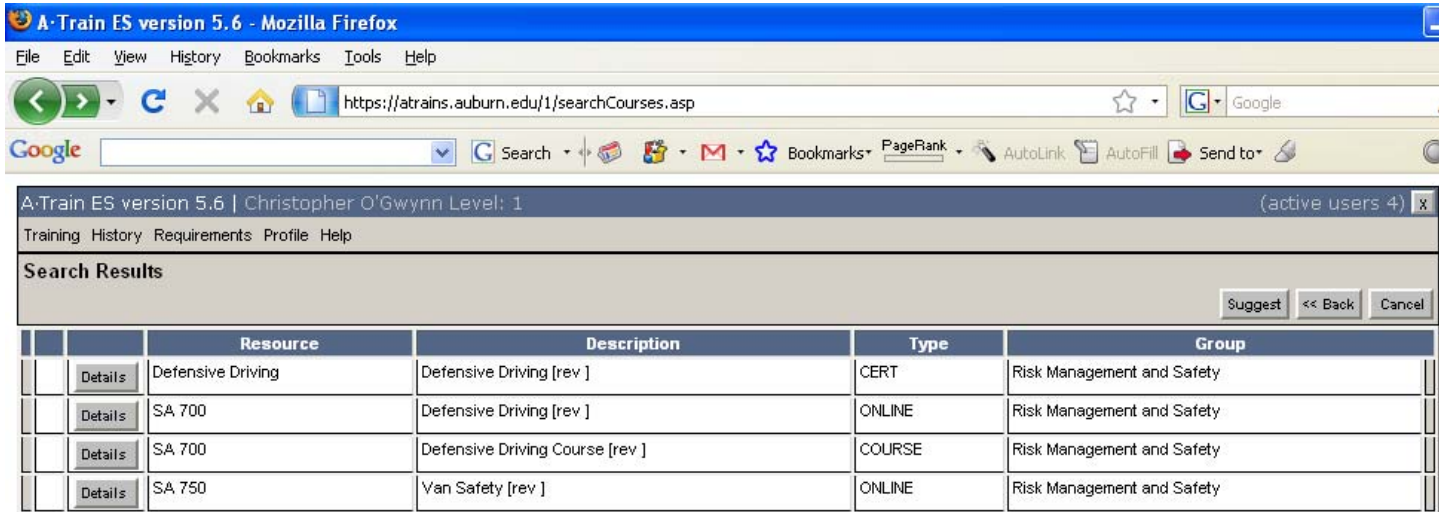 A·Train ES version 5.6 - Mozilla Firefox
File Edit View History Bookmarks Tools Help
https://atrains.auburn.edu/1/searchCourses.asp G Google
Google G Search Bookmarks PageRank AutoLink AutoFill Send to
A·Train ES version 5.6 | Christopher O'Gwynn Level: 1 (active users 4) x
Training History Requirements Profile Help
Search Results
Suggest << Back Cancel
Resource Description Type Group
Details Defensive Driving Defensive Driving [rev ] CERT Risk Management and Safety
Details SA 700 Defensive Driving [rev ] ONLINE Risk Management and Safety
Details SA 700 Defensive Driving Course [rev ] COURSE Risk Management and Safety
Details SA 750 Van Safety [rev ] ONLINE Risk Management and Safety